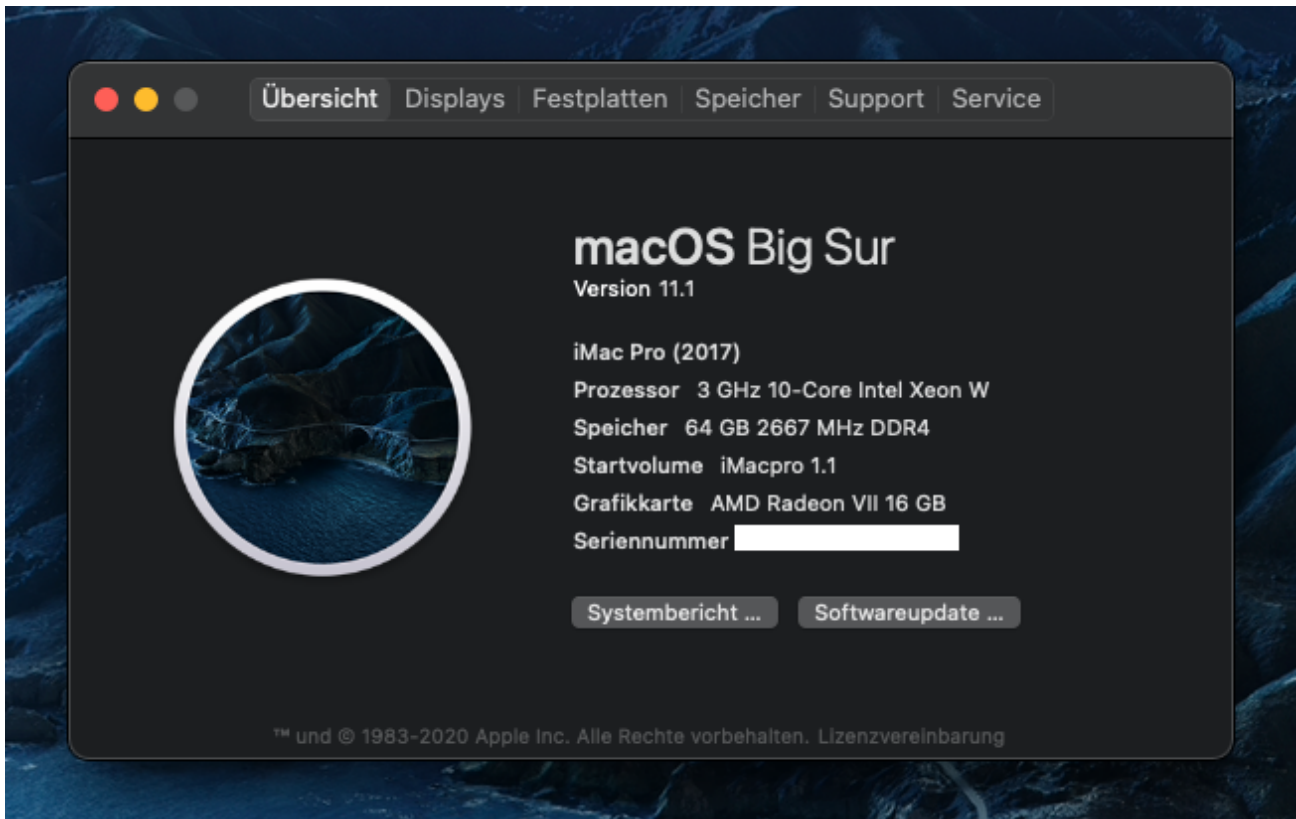 Übersicht Displays Festplatten Speicher Support Service
macOS Big Sur
Version 11.1
iMac Pro (2017)
Prozessor 3 GHz 10-Core Intel Xeon W
Speicher 64 GB 2667 MHz DDR4
Startvolume iMacpro 1.1
Grafikkarte AMD Radeon VII 16 GB
Seriennummer
Systembericht ... Softwareupdate ...
™ und © 1983-2020 Apple Inc. Alle Rechte vorbehalten. Lizenzvereinbarung